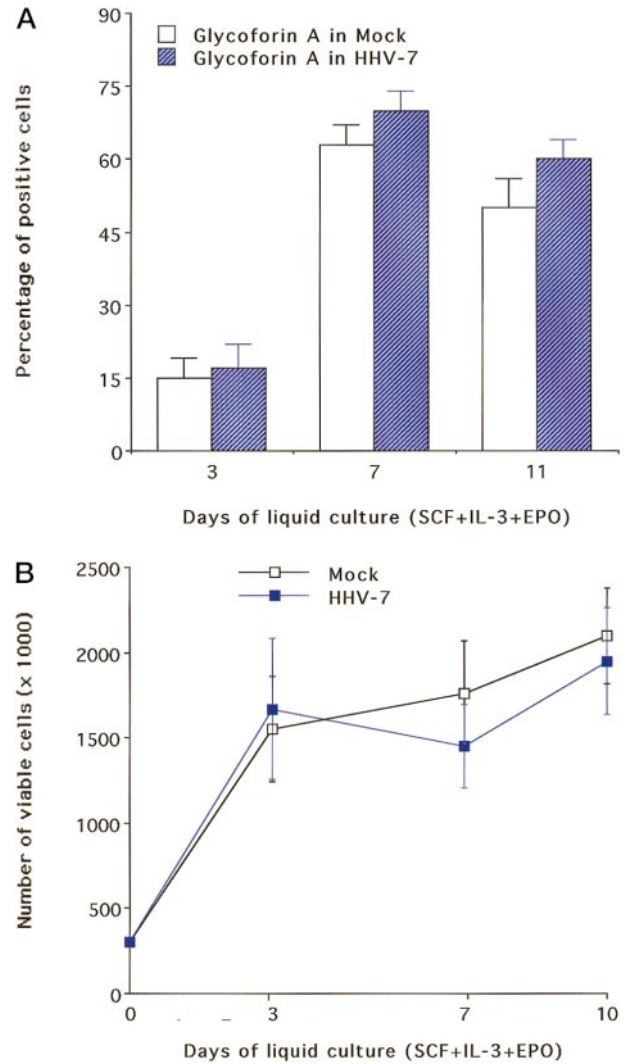 A
90
75
60
45
30
15
0
Percentage of positive cells
Glycoforin A in Mock
Glycoforin A in HHV-7
3 7 11
Days of liquid culture (SCF+IL-3+EPO)
B
2500
2000
1500
1000
500
0
Number of viable cells (x 1000)
Mock
HHV-7
0 3 7 10
Days of liquid culture (SCF+IL-3+EPO)